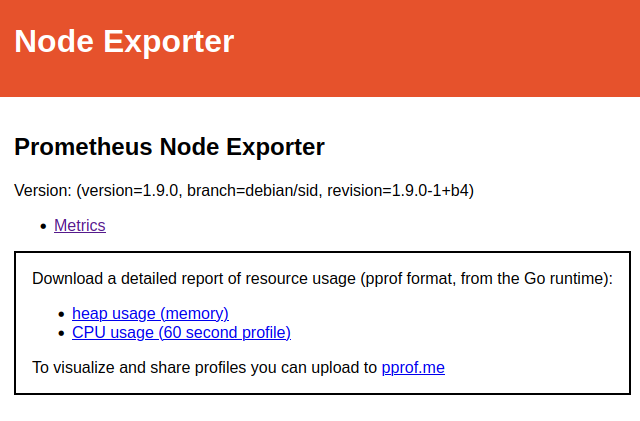 Node Exporter
Prometheus Node Exporter
Version: (version=1.9.0, branch=debian/sid, revision=1.9.0-1+b4)
Metrics
Download a detailed report of resource usage (pprof format, from the Go runtime):
heap usage (memory)
CPU usage (60 second profile)
To visualize and share profiles you can upload to pprof.me